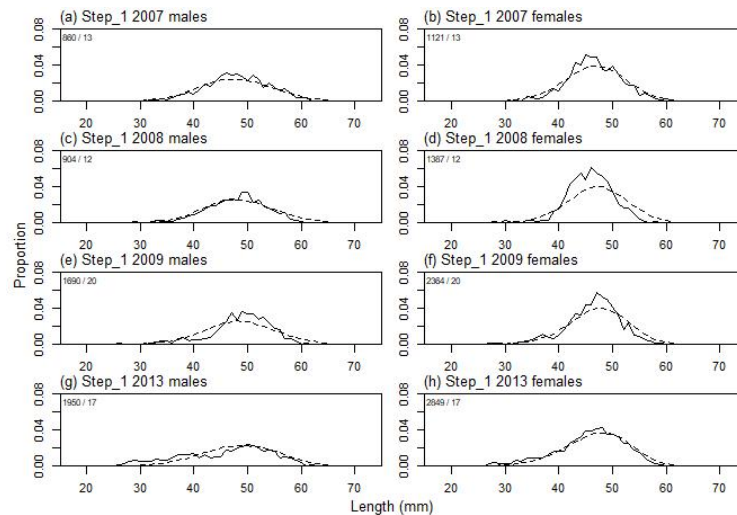 (a) Step_1 2007 males
860 / 13
0.00 0.04 0.08
20 30 40 50 60 70
(b) Step_1 2007 females
1121 / 13
0.00 0.04 0.08
20 30 40 50 60 70
(c) Step_1 2008 males
904 / 12
0.00 0.04 0.08
20 30 40 50 60 70
(d) Step_1 2008 females
1387 / 12
0.00 0.04 0.08
20 30 40 50 60 70
(e) Step_1 2009 males
1690 / 20
0.00 0.04 0.08
20 30 40 50 60 70
(f) Step_1 2009 females
2364 / 20
0.00 0.04 0.08
20 30 40 50 60 70
(g) Step_1 2013 males
1950 / 17
0.00 0.04 0.08
20 30 40 50 60 70
(h) Step_1 2013 females
2849 / 17
0.00 0.04 0.08
20 30 40 50 60 70
Proportion
Length (mm)